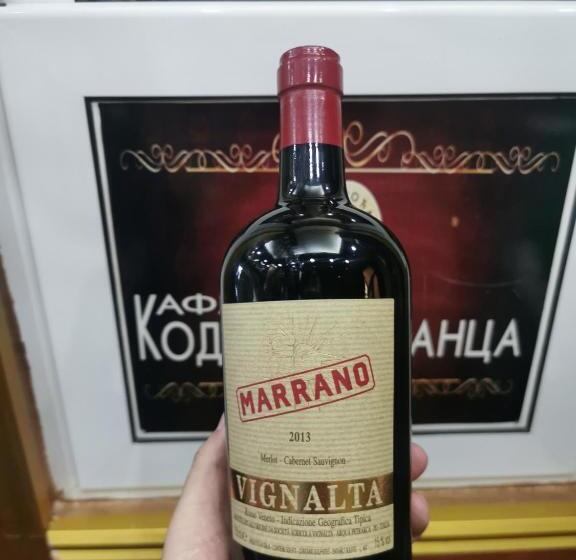 КАФ
КОД АНЦА
MARRANO
2013
Merlot - Cabernet Sauvignon
VIGNALTA
Rosso Veneto - Indicazione Geografica Tipica